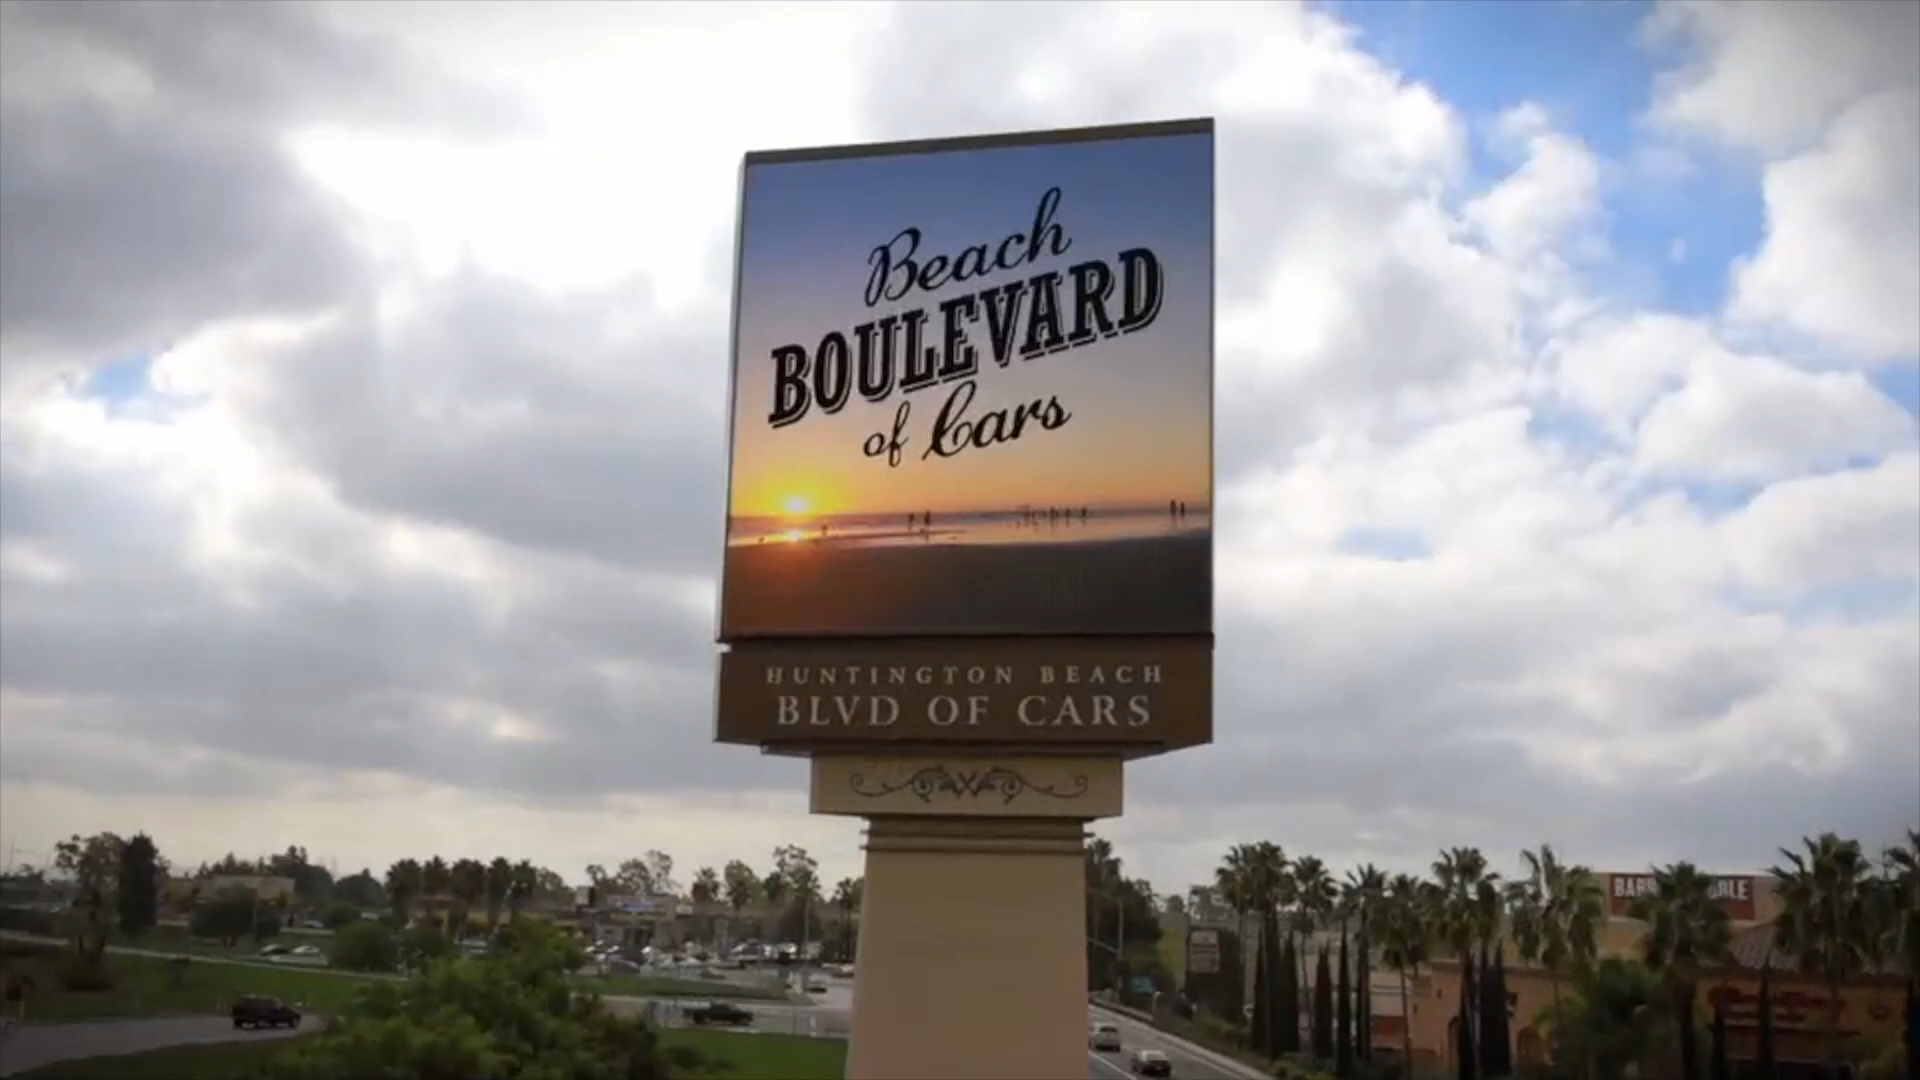 Beach
BOULEVARD
of Cars
HUNTINGTON BEACH
BLVD OF CARS